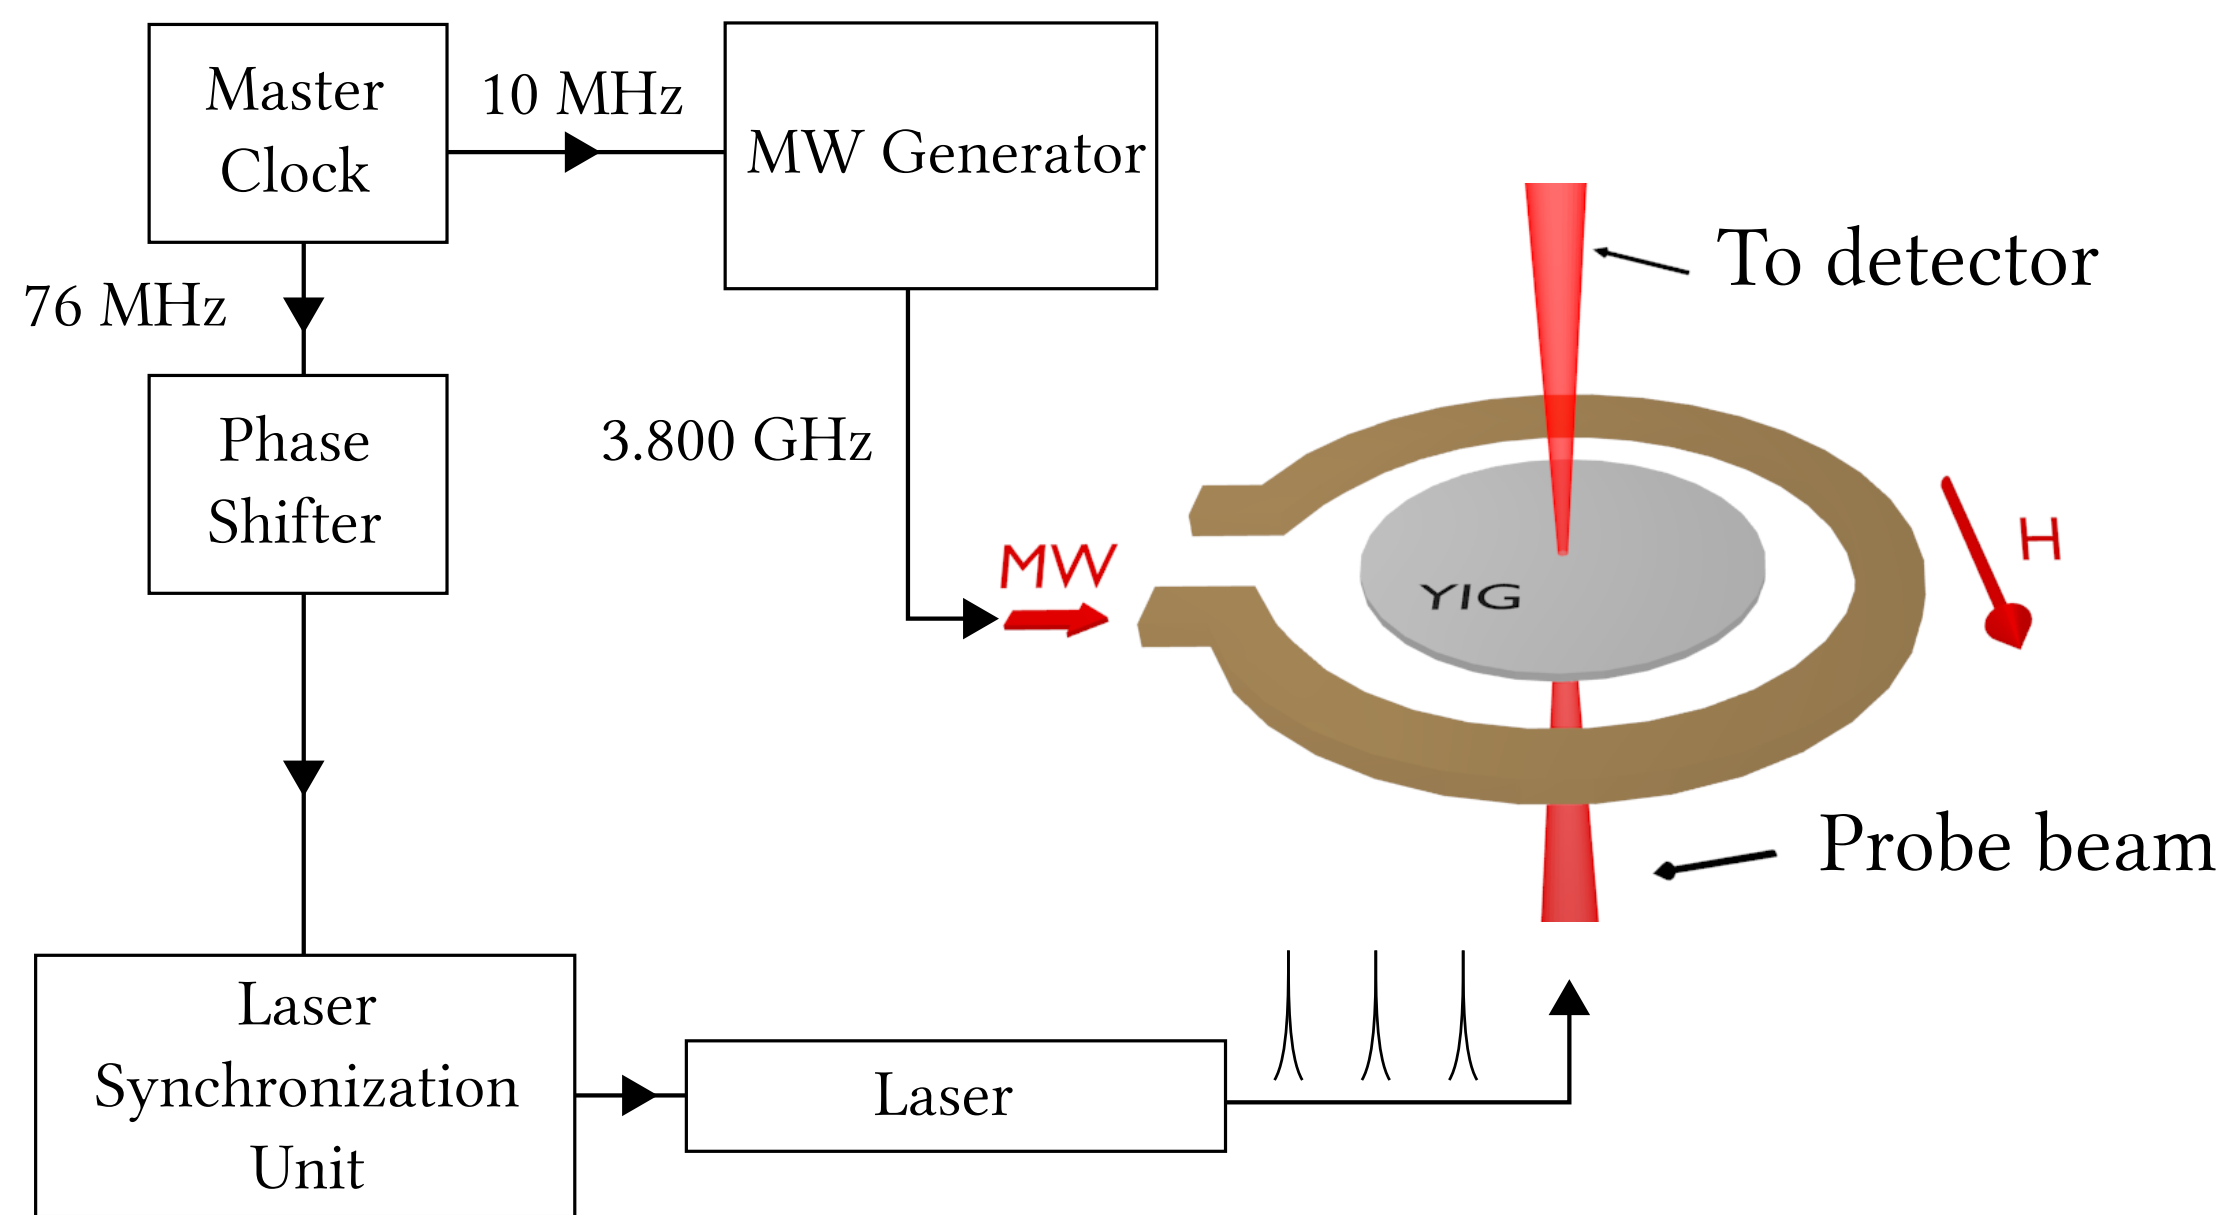 Master
Clock
10 MHz
MW Generator
To detector
76 MHz
Phase
Shifter
3.800 GHz
MW
H
YIG
Probe beam
Laser
Synchronization
Unit
Laser